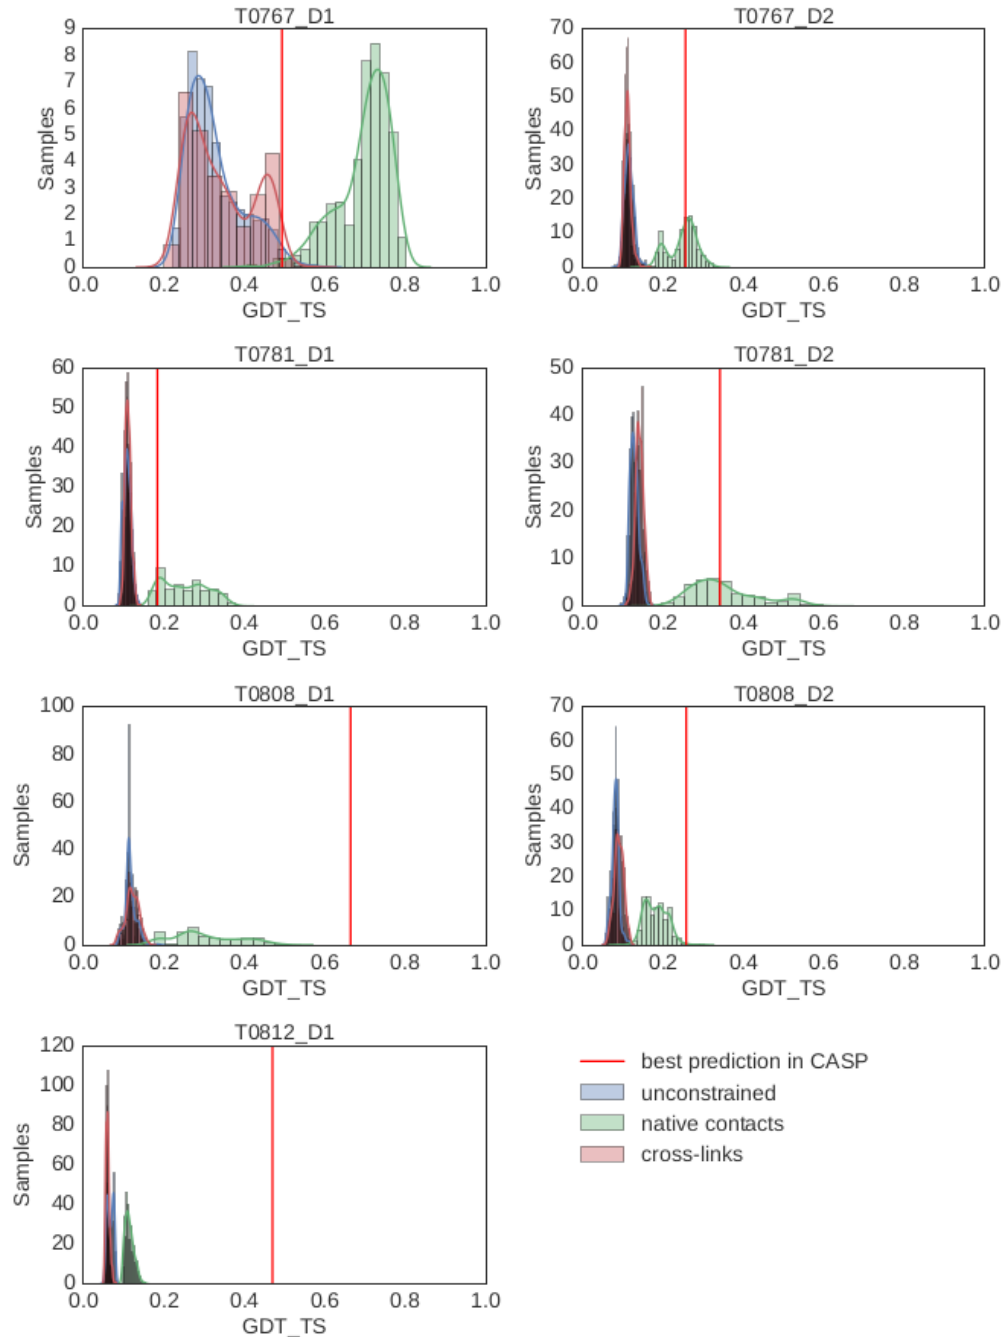 T0767_D1
9
8
7
6
5
4
3
2
1
0
Samples
0.0 0.2 0.4 0.6 0.8 1.0
GDT_TS
T0767_D2
70
60
50
40
30
20
10
0
Samples
0.0 0.2 0.4 0.6 0.8 1.0
GDT_TS
T0781_D1
60
50
40
30
20
10
0
Samples
0.0 0.2 0.4 0.6 0.8 1.0
GDT_TS
T0781_D2
50
40
30
20
10
0
Samples
0.0 0.2 0.4 0.6 0.8 1.0
GDT_TS
T0808_D1
100
80
60
40
20
0
Samples
0.0 0.2 0.4 0.6 0.8 1.0
GDT_TS
T0808_D2
70
60
50
40
30
20
10
0
Samples
0.0 0.2 0.4 0.6 0.8 1.0
GDT_TS
T0812_D1
120
100
80
60
40
20
0
Samples
0.0 0.2 0.4 0.6 0.8 1.0
GDT_TS
best prediction in CASP
unconstrained
native contacts
cross-links